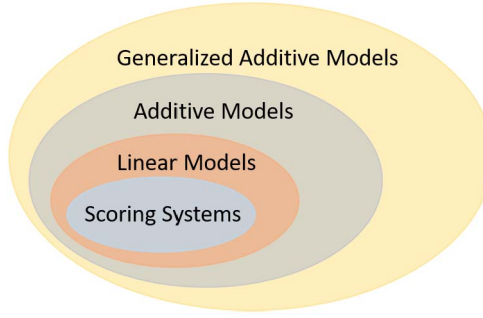 Generalized Additive Models
Additive Models
Linear Models
Scoring Systems